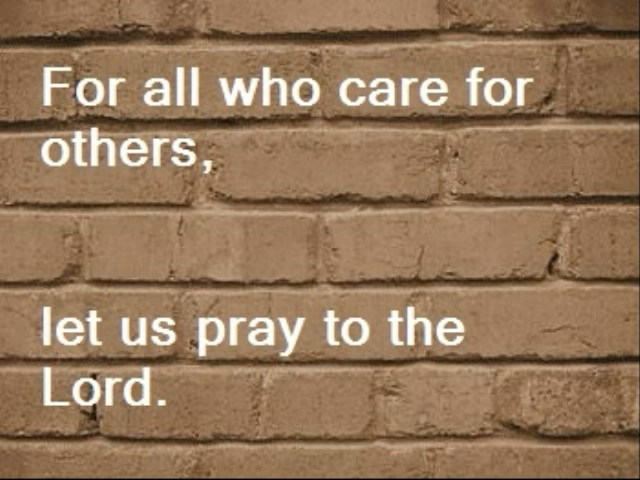 For all who care for
others,
let us pray to the
Lord.